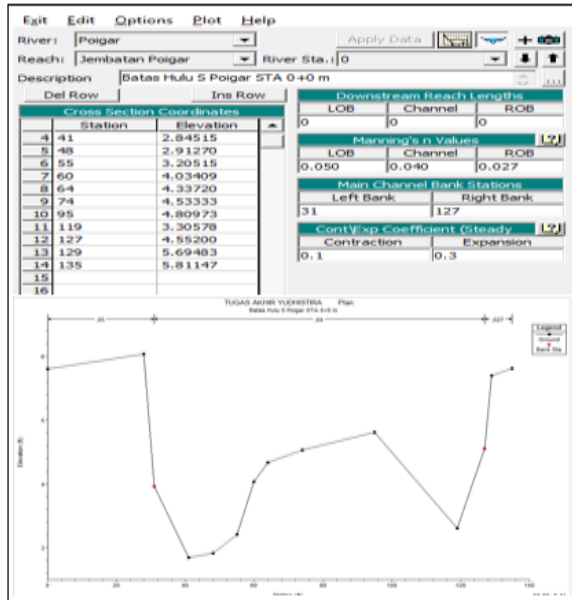 Exit Edit Options Plot Help
River: Poigar Apply Data
Reach: Jembatan Poigar River Sta.: 0
Description Batas Hulu S Poigar STA 0+0 m ...
Del Row Ins Row
Cross Section Coordinates
Station Elevation
4 41 2.84515
5 48 2.91270
6 55 3.20515
7 60 4.03409
8 64 4.33720
9 74 4.53333
10 95 4.80973
11 119 3.30578
12 127 4.55200
13 129 5.69483
14 135 5.81147
15
16
Downstream Reach Lengths
LOB Channel ROB
0 0 0
Manning's n Values
LOB Channel ROB
0.050 0.040 0.027
Main Channel Bank Stations
Left Bank Right Bank
31 127
Cont\Exp Coefficient (Steady
Contraction Expansion
0.1 0.3
TUGAS AKHIR YUDHISTIRA Plan:
Batas Hulu S Poigar STA 0+0 m
.05 .04 .027
Legend
Ground
Bank Sta
Elevation (ft)
0 20 40 60 80 100 120 140